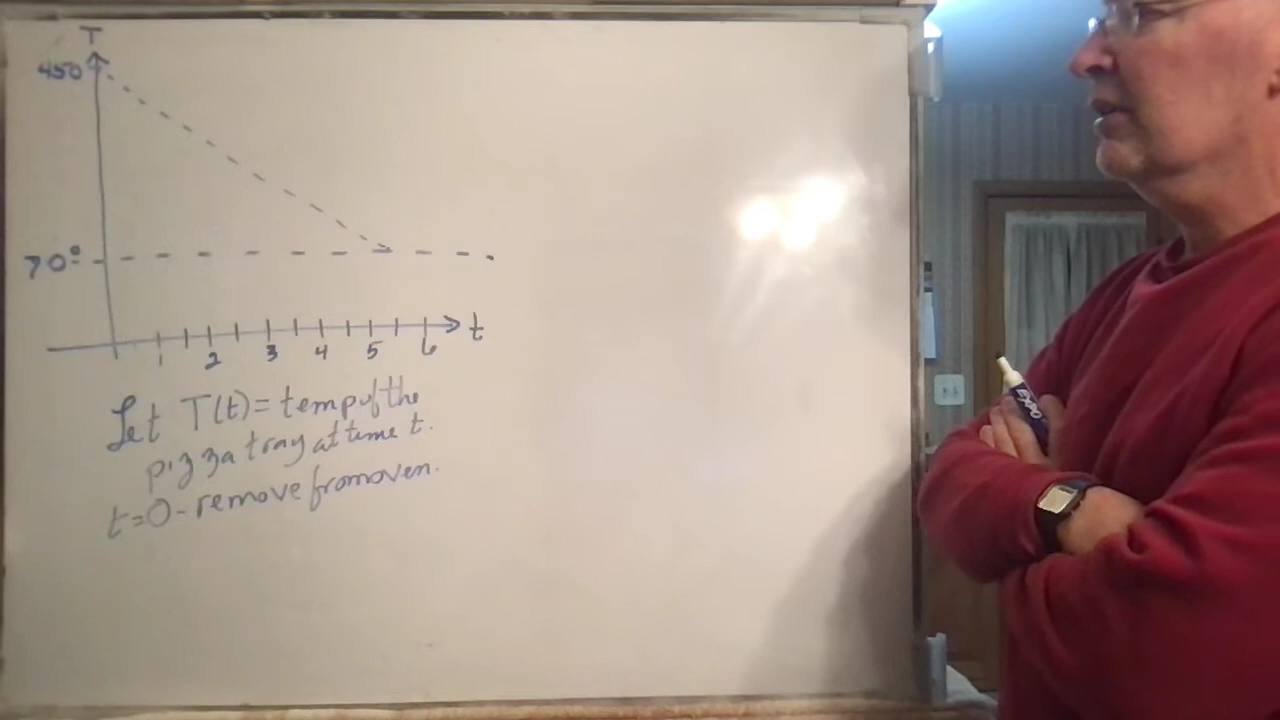 T
450
70°
t
1 2 3 4 5 6
Let T(t) = temp of the
pizza tray at time t.
t=0 - remove from oven.
EXPO